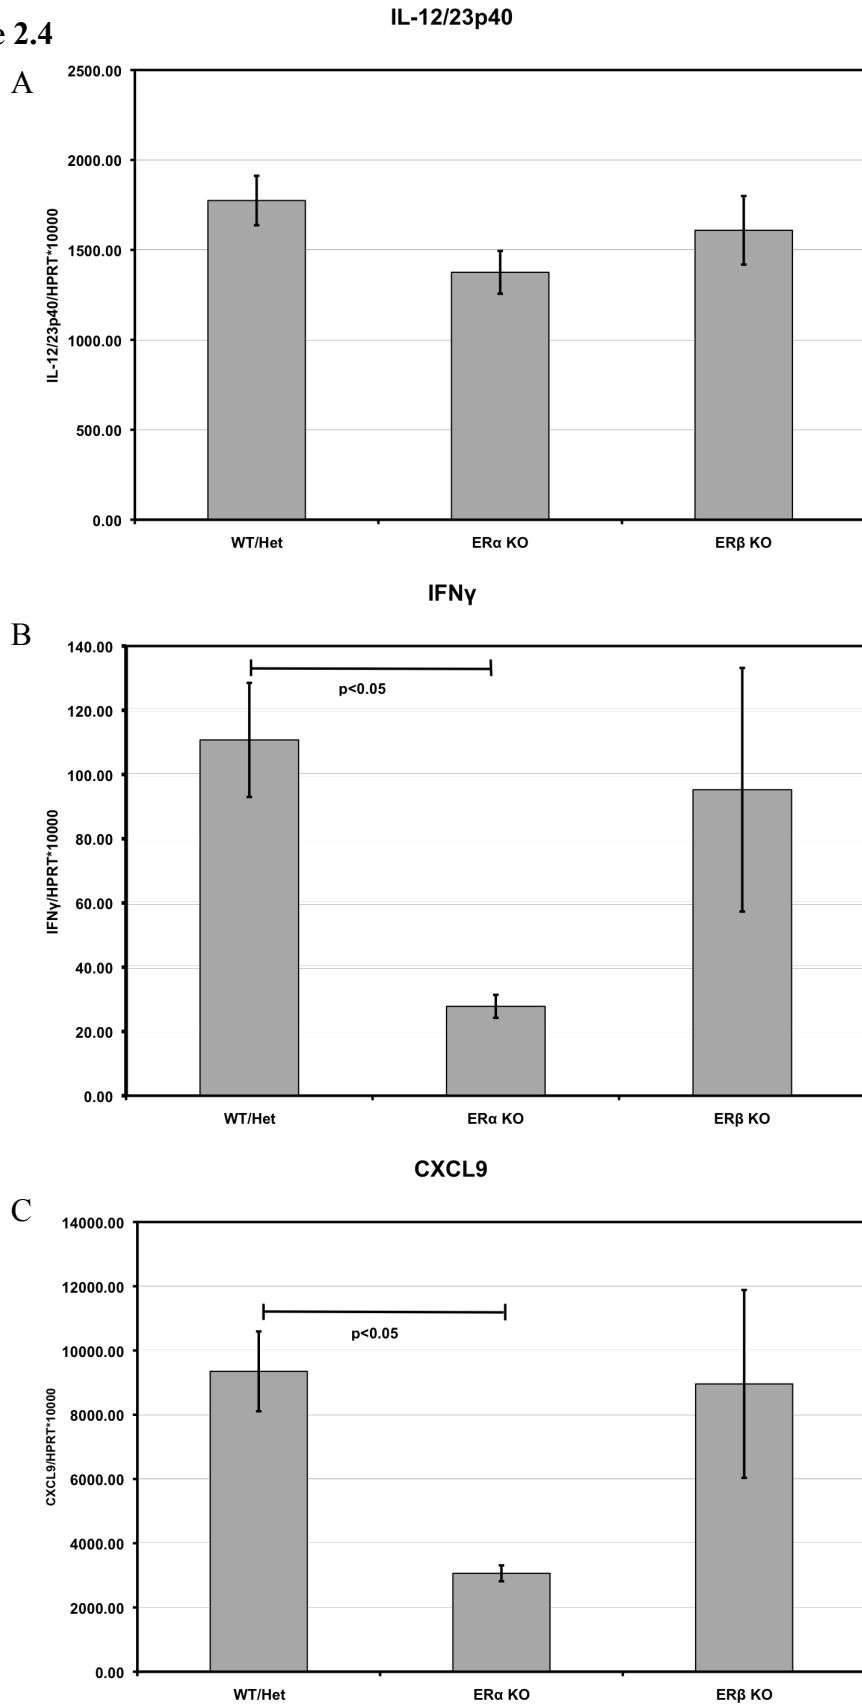 IL-12/23p40
e 2.4
A
2500.00
2000.00
1500.00
1000.00
500.00
0.00
IL-12/23p40/HPRT*10000
WT/Het ERα KO ERβ KO
IFNγ
B
140.00
120.00
100.00
80.00
60.00
40.00
20.00
0.00
IFNγ/HPRT*10000
p<0.05
WT/Het ERα KO ERβ KO
CXCL9
C
14000.00
12000.00
10000.00
8000.00
6000.00
4000.00
2000.00
0.00
CXCL9/HPRT*10000
p<0.05
WT/Het ERα KO ERβ KO